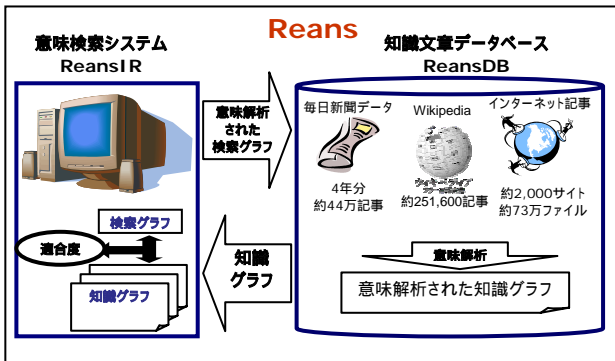 Reans
意味検索システム
ReansIR
知識文章データベース
ReansDB
意味解析
された
検索グラフ
毎日新聞データ
4年分
約44万記事
Wikipedia
約251,600記事
インターネット記事
約2,000サイト
約73万ファイル
意味解析
意味解析された知識グラフ
知識
グラフ
検索グラフ
適合度
知識グラフ